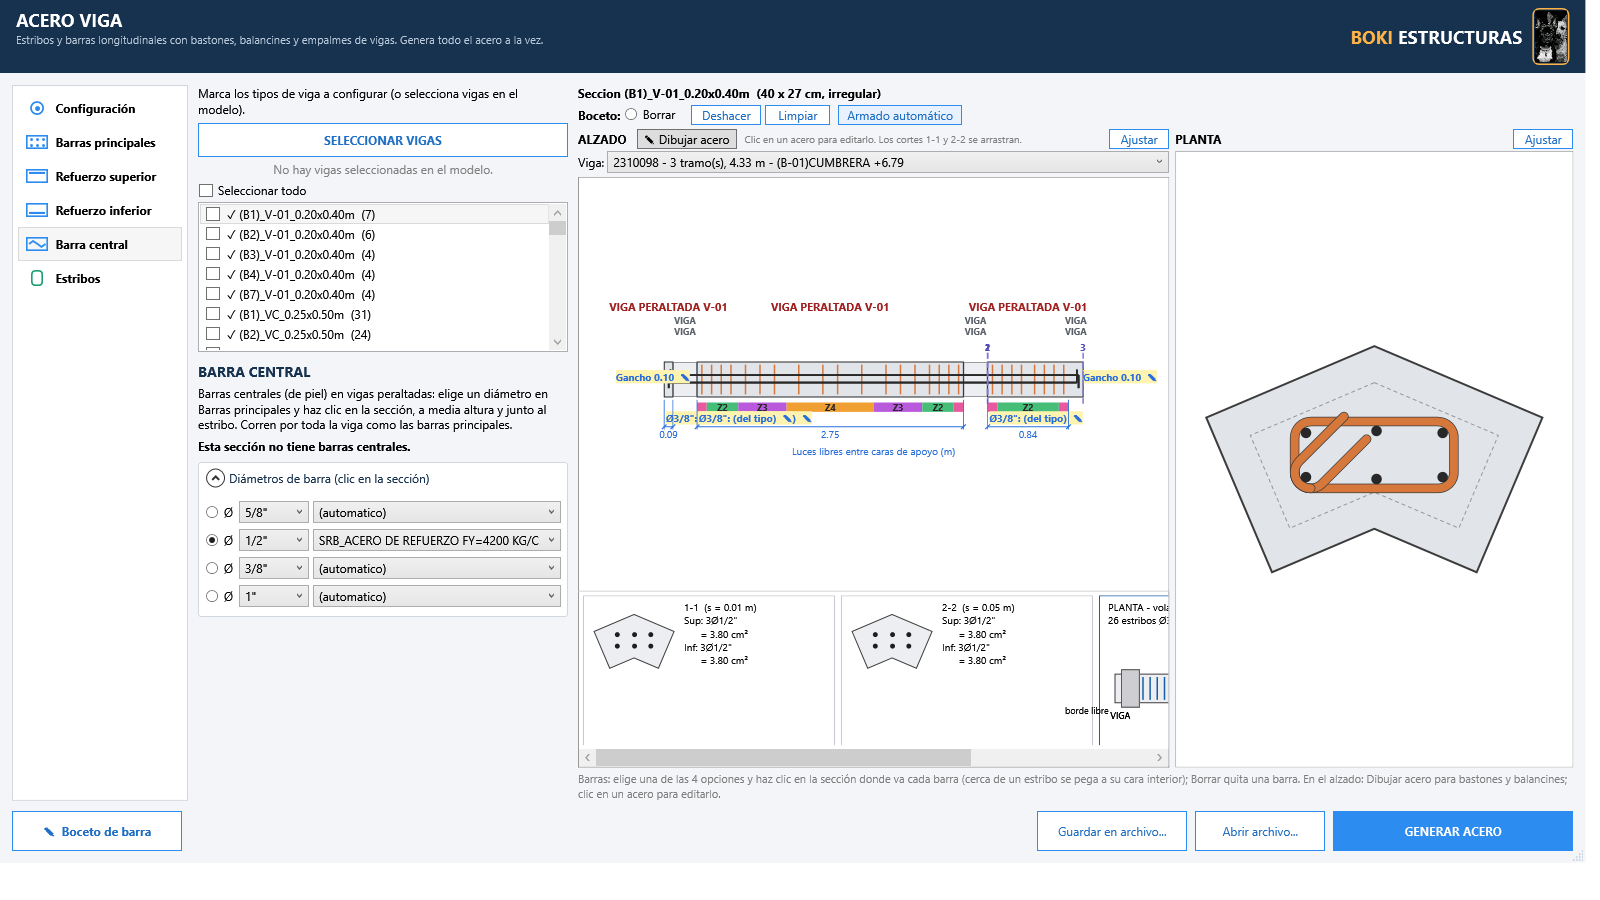 ACERO VIGA
Estribos y barras longitudinales con bastones, balancines y empalmes de vigas. Genera todo el acero a la vez.
BOKI ESTRUCTURAS
Configuración
Barras principales
Refuerzo superior
Refuerzo inferior
Barra central
Estribos
Boceto de barra
Marca los tipos de viga a configurar (o selecciona vigas en el
modelo).
SELECCIONAR VIGAS
No hay vigas seleccionadas en el modelo.
Seleccionar todo
✓ (B1)_V-01_0.20x0.40m (7)
✓ (B2)_V-01_0.20x0.40m (6)
✓ (B3)_V-01_0.20x0.40m (4)
✓ (B4)_V-01_0.20x0.40m (4)
✓ (B7)_V-01_0.20x0.40m (4)
✓ (B1)_VC_0.25x0.50m (31)
✓ (B2)_VC_0.25x0.50m (24)
BARRA CENTRAL
Barras centrales (de piel) en vigas peraltadas: elige un diámetro en
Barras principales y haz clic en la sección, a media altura y junto al
estribo. Corren por toda la viga como las barras principales.
Esta sección no tiene barras centrales.
Diámetros de barra (clic en la sección)
Ø 5/8" (automatico)
Ø 1/2" SRB_ACERO DE REFUERZO FY=4200 KG/C
Ø 3/8" (automatico)
Ø 1" (automatico)
Seccion (B1)_V-01_0.20x0.40m (40 x 27 cm, irregular)
Boceto: Borrar Deshacer Limpiar Armado automático
ALZADO Dibujar acero Clic en un acero para editarlo. Los cortes 1-1 y 2-2 se arrastran. Ajustar
Viga: 2310098 - 3 tramo(s), 4.33 m - (B-01)CUMBRERA +6.79
VIGA PERALTADA V-01 VIGA PERALTADA V-01 VIGA PERALTADA V-01
VIGA VIGA VIGA
VIGA VIGA VIGA
3
Gancho 0.10 Gancho 0.10
Z2 Z3 Z4 Z3 Z2 Z2
Ø3/8": Ø3/8": (del tipo) ) Ø3/8": (del tipo)
0.09 2.75 0.84
Luces libres entre caras de apoyo (m)
1-1 (s = 0.01 m)
Sup: 3Ø1/2"
= 3.80 cm²
Inf: 3Ø1/2"
= 3.80 cm²
2-2 (s = 0.05 m)
Sup: 3Ø1/2"
= 3.80 cm²
Inf: 3Ø1/2"
= 3.80 cm²
PLANTA - vola
26 estribos Ø3
borde libre
VIGA
PLANTA Ajustar
Barras: elige una de las 4 opciones y haz clic en la sección donde va cada barra (cerca de un estribo se pega a su cara interior); Borrar quita una barra. En el alzado: Dibujar acero para bastones y balancines;
clic en un acero para editarlo.
Guardar en archivo... Abrir archivo... GENERAR ACERO